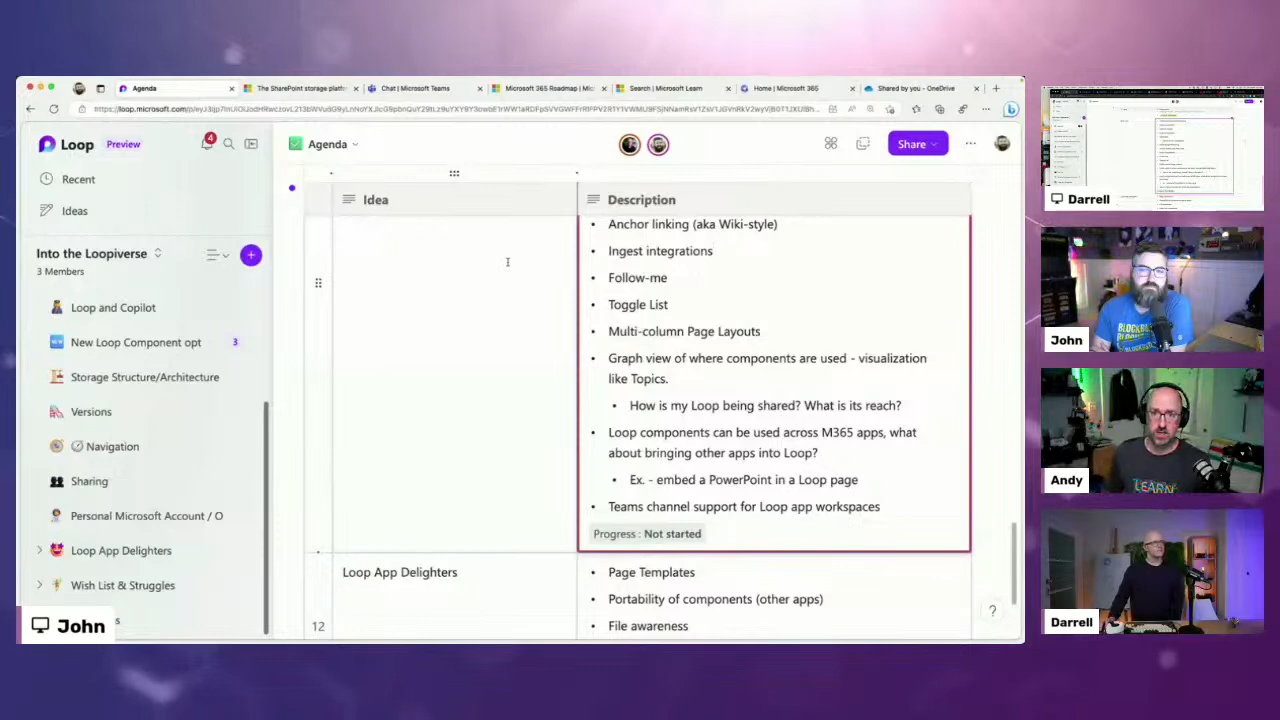 Agenda
The SharePoint storage platfo
Chat | Microsoft Teams
Microsoft 365 Roadmap | Mic
Search | Microsoft Learn
Home | Microsoft 365
Shared by you - OneDrive
Loop Preview
4
Agenda
Share
Recent
Ideas
Into the Loopiverse
3 Members
Loop and Copilot
New Loop Component opt 3
Storage Structure/Architecture
Versions
Navigation
Sharing
Personal Microsoft Account / O
Loop App Delighters
Wish List & Struggles
Idea
Description
• Anchor linking (aka Wiki-style)
• Ingest integrations
• Follow-me
• Toggle List
• Multi-column Page Layouts
• Graph view of where components are used - visualization
like Topics.
• How is my Loop being shared? What is its reach?
• Loop components can be used across M365 apps, what
about bringing other apps into Loop?
• Ex. - embed a PowerPoint in a Loop page
• Teams channel support for Loop app workspaces
Progress : Not started
12
Loop App Delighters
• Page Templates
• Portability of components (other apps)
• File awareness
?
John
Darrell
John
Andy
LEARN
Darrell